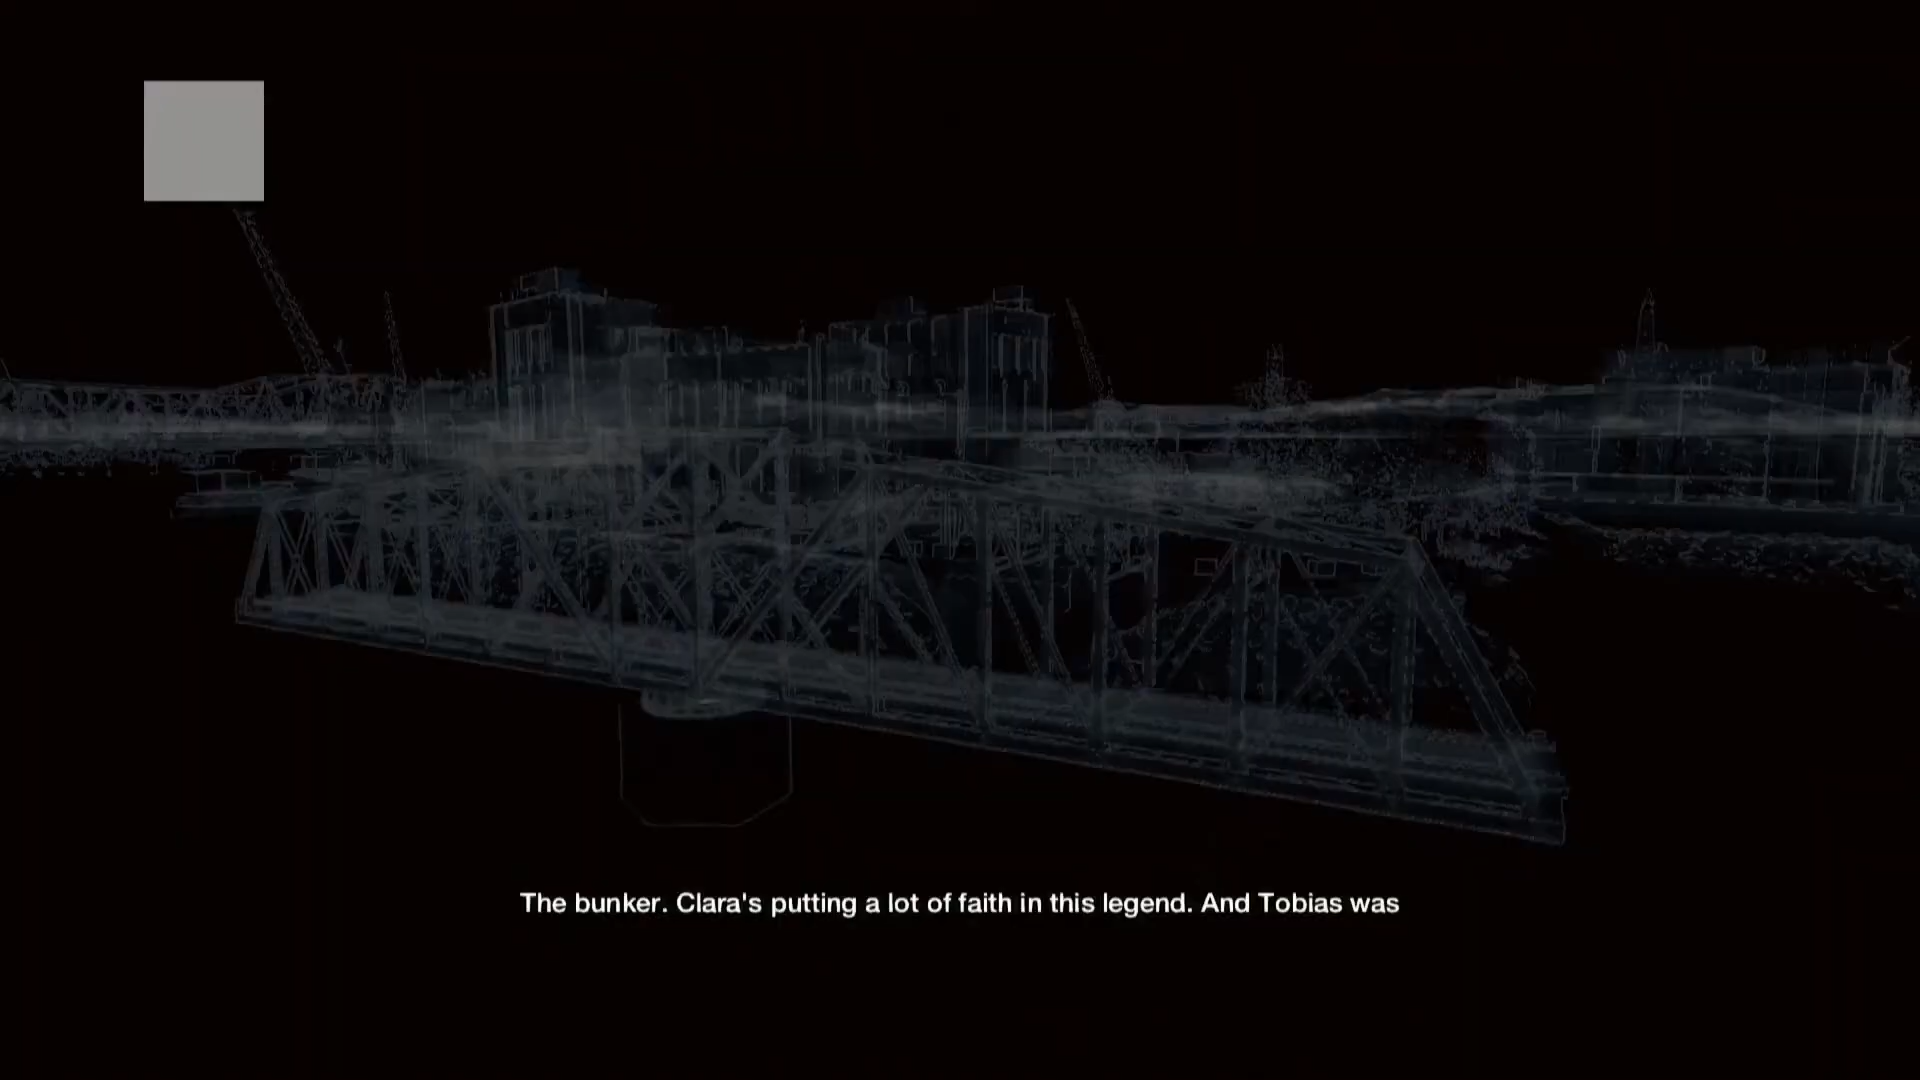 The bunker. Clara's putting a lot of faith in this legend. And Tobias was